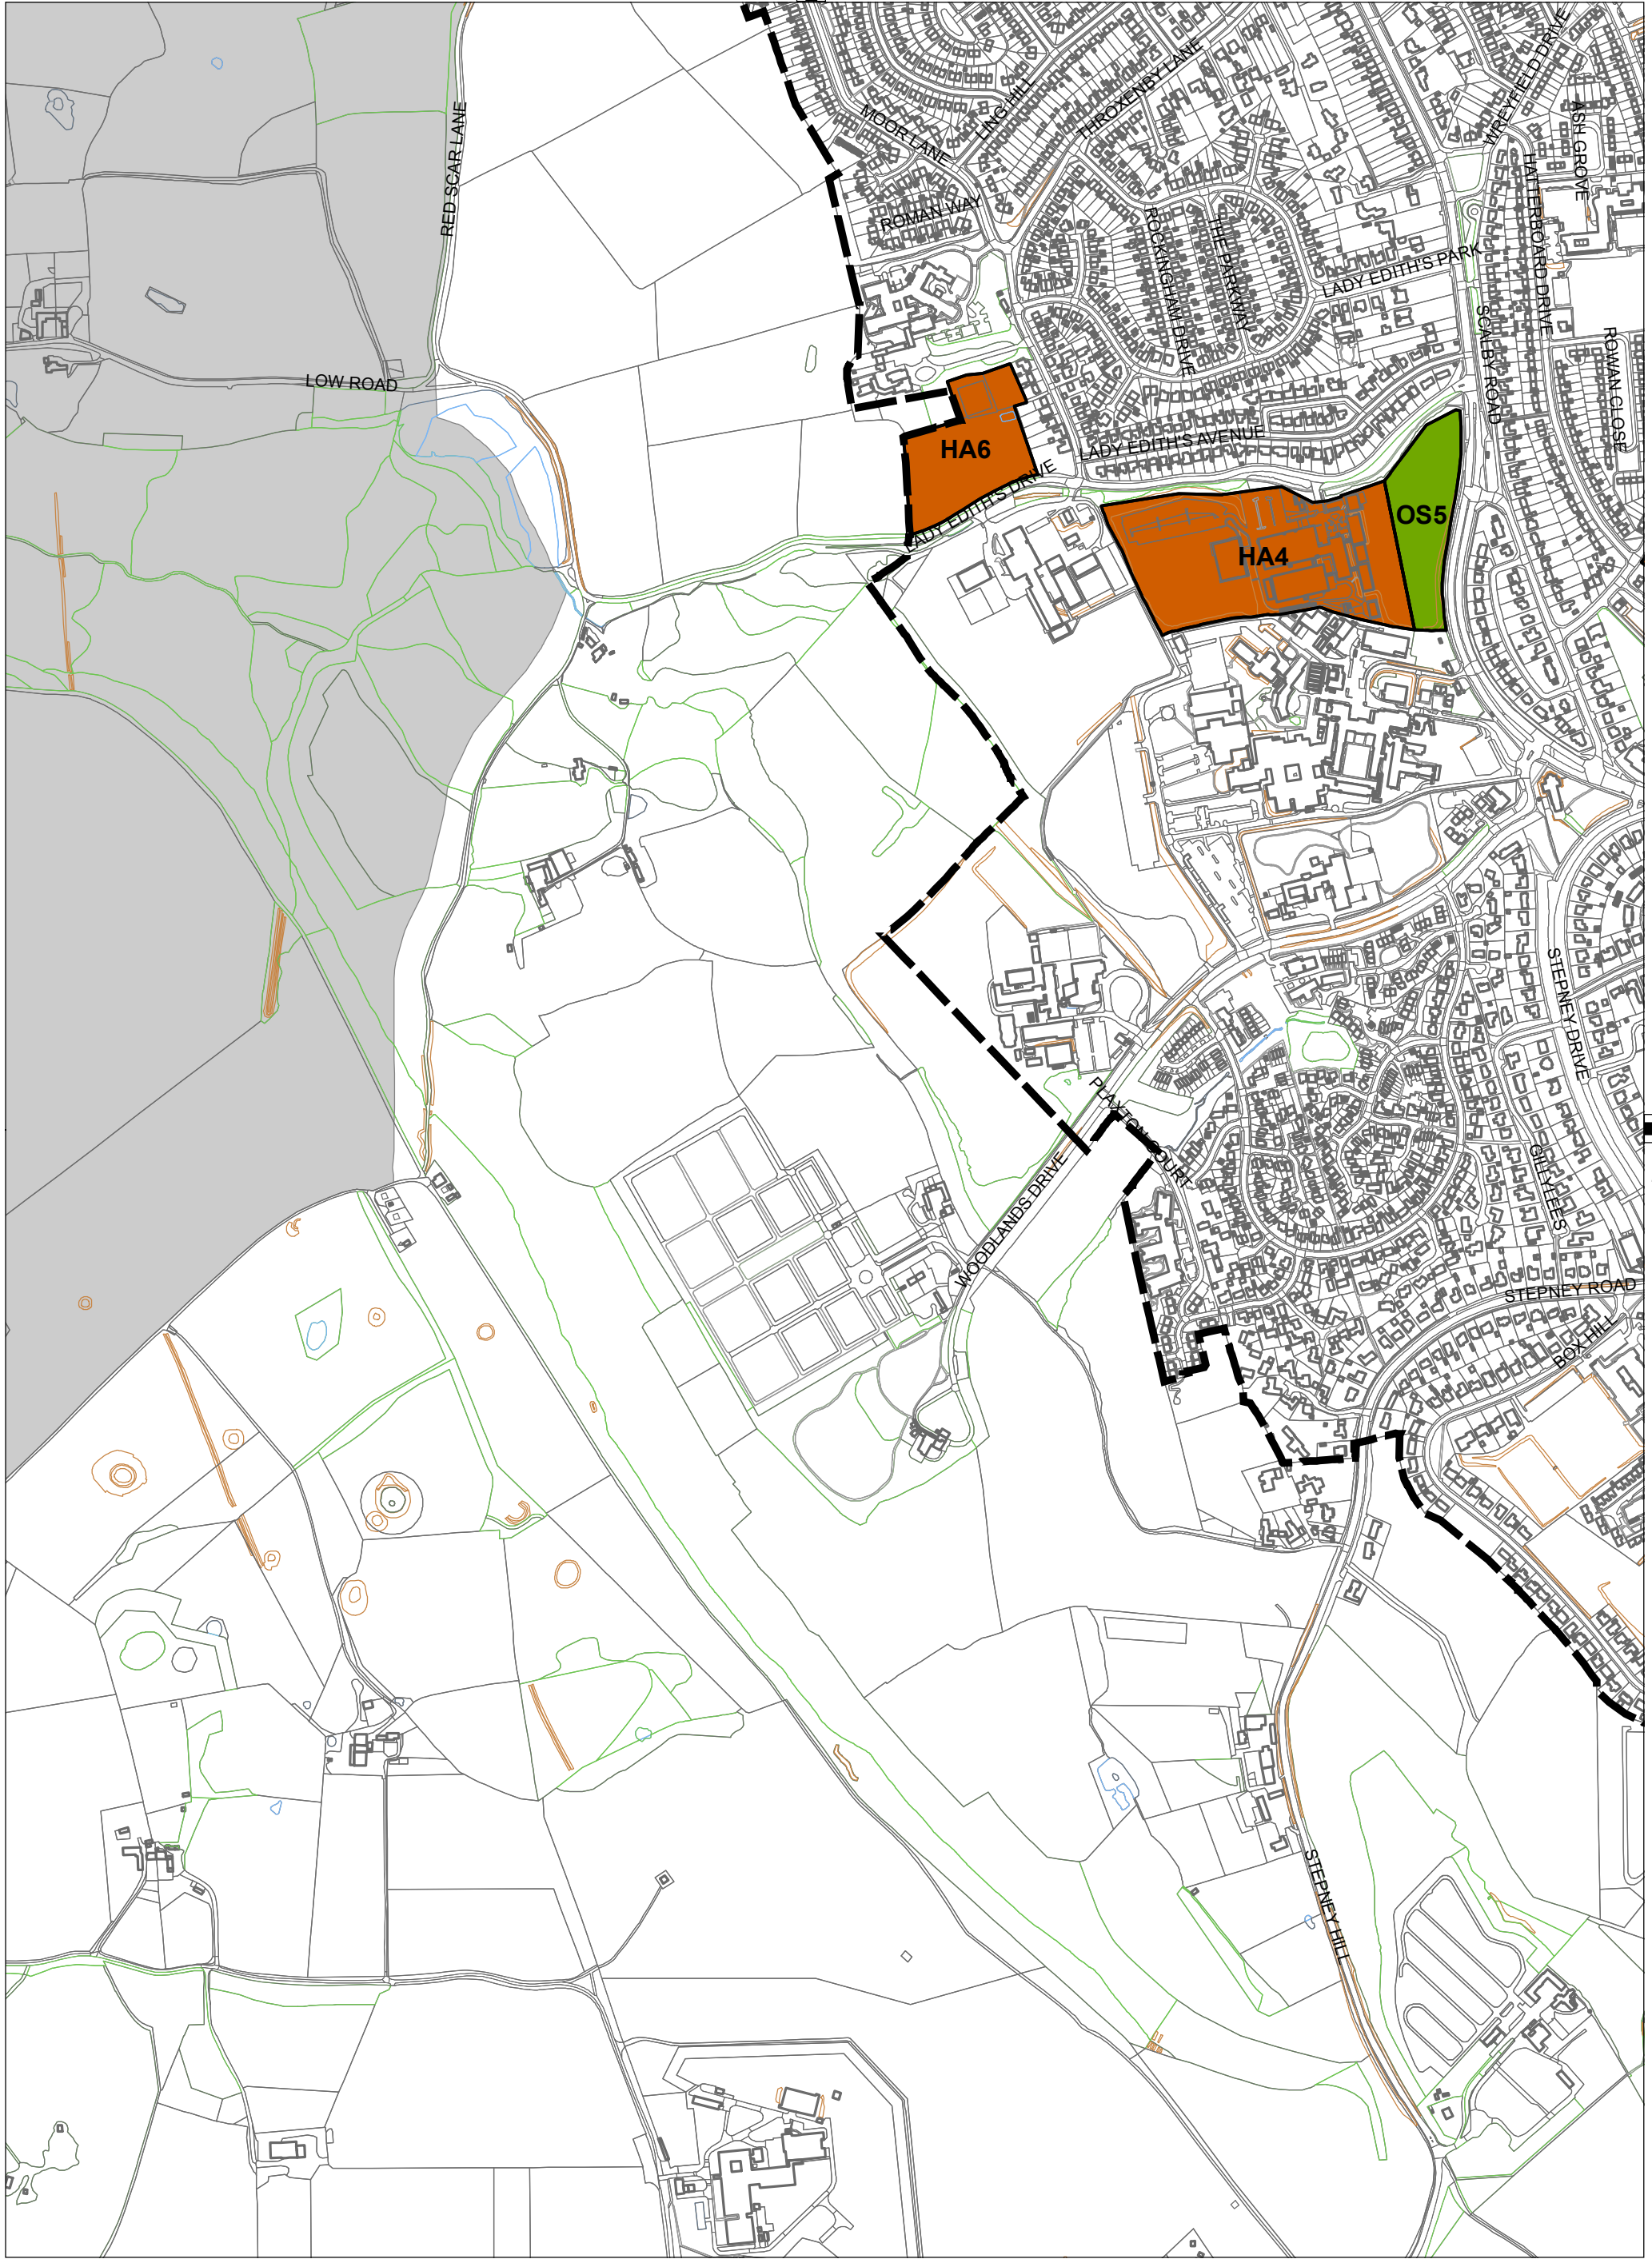 WREYFIELD DRIVE
THROXENBY LANE
LING HILL
MOOR LANE
ASH GROVE
RED SCAR LANE
ROMAN WAY
HATTERBOARD DRIVE
ROCKINGHAM DRIVE
THE PARKWAY
LADY EDITH'S PARK
SCALBY ROAD
ROWAN CLOSE
LOW ROAD
LADY EDITH'S AVENUE
HA6
LADY EDITH'S DRIVE
OS5
HA4
STEPNEY DRIVE
PLAXTON COURT
GILLYLEES
WOODLANDS DRIVE
STEPNEY ROAD
BOX HILL
STEPNEY HILL